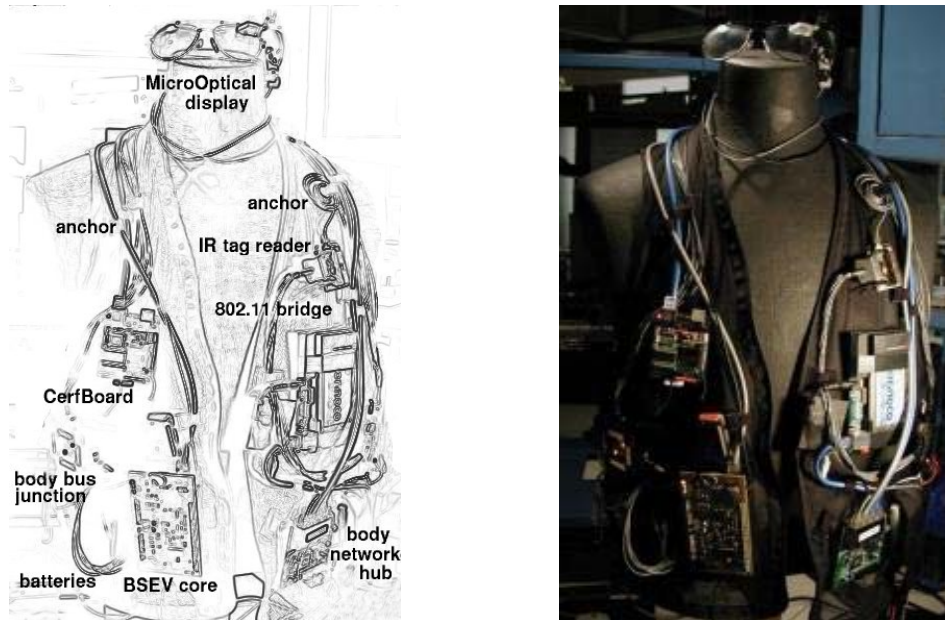 MicroOptical
display
anchor
anchor
IR tag reader
802.11 bridge
CerfBoard
body bus
junction
body
network
hub
batteries
BSEV core